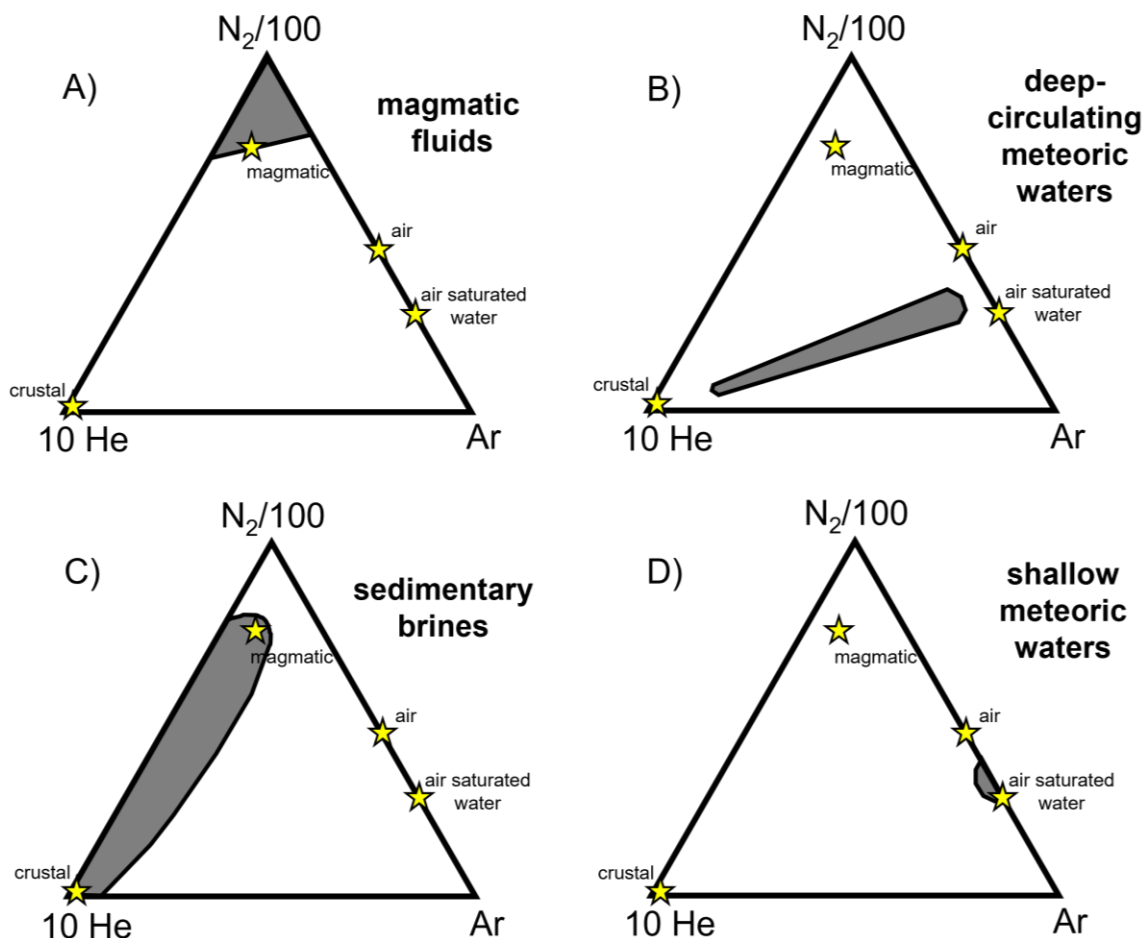 N₂/100
A)
magmatic
fluids
magmatic
air
air saturated
water
crustal
10 He
Ar
N₂/100
B)
deep-
circulating
meteoric
waters
magmatic
air
air saturated
water
crustal
10 He
Ar
N₂/100
C)
sedimentary
brines
magmatic
air
air saturated
water
crustal
10 He
Ar
N₂/100
D)
shallow
meteoric
waters
magmatic
air
air saturated
water
crustal
10 He
Ar